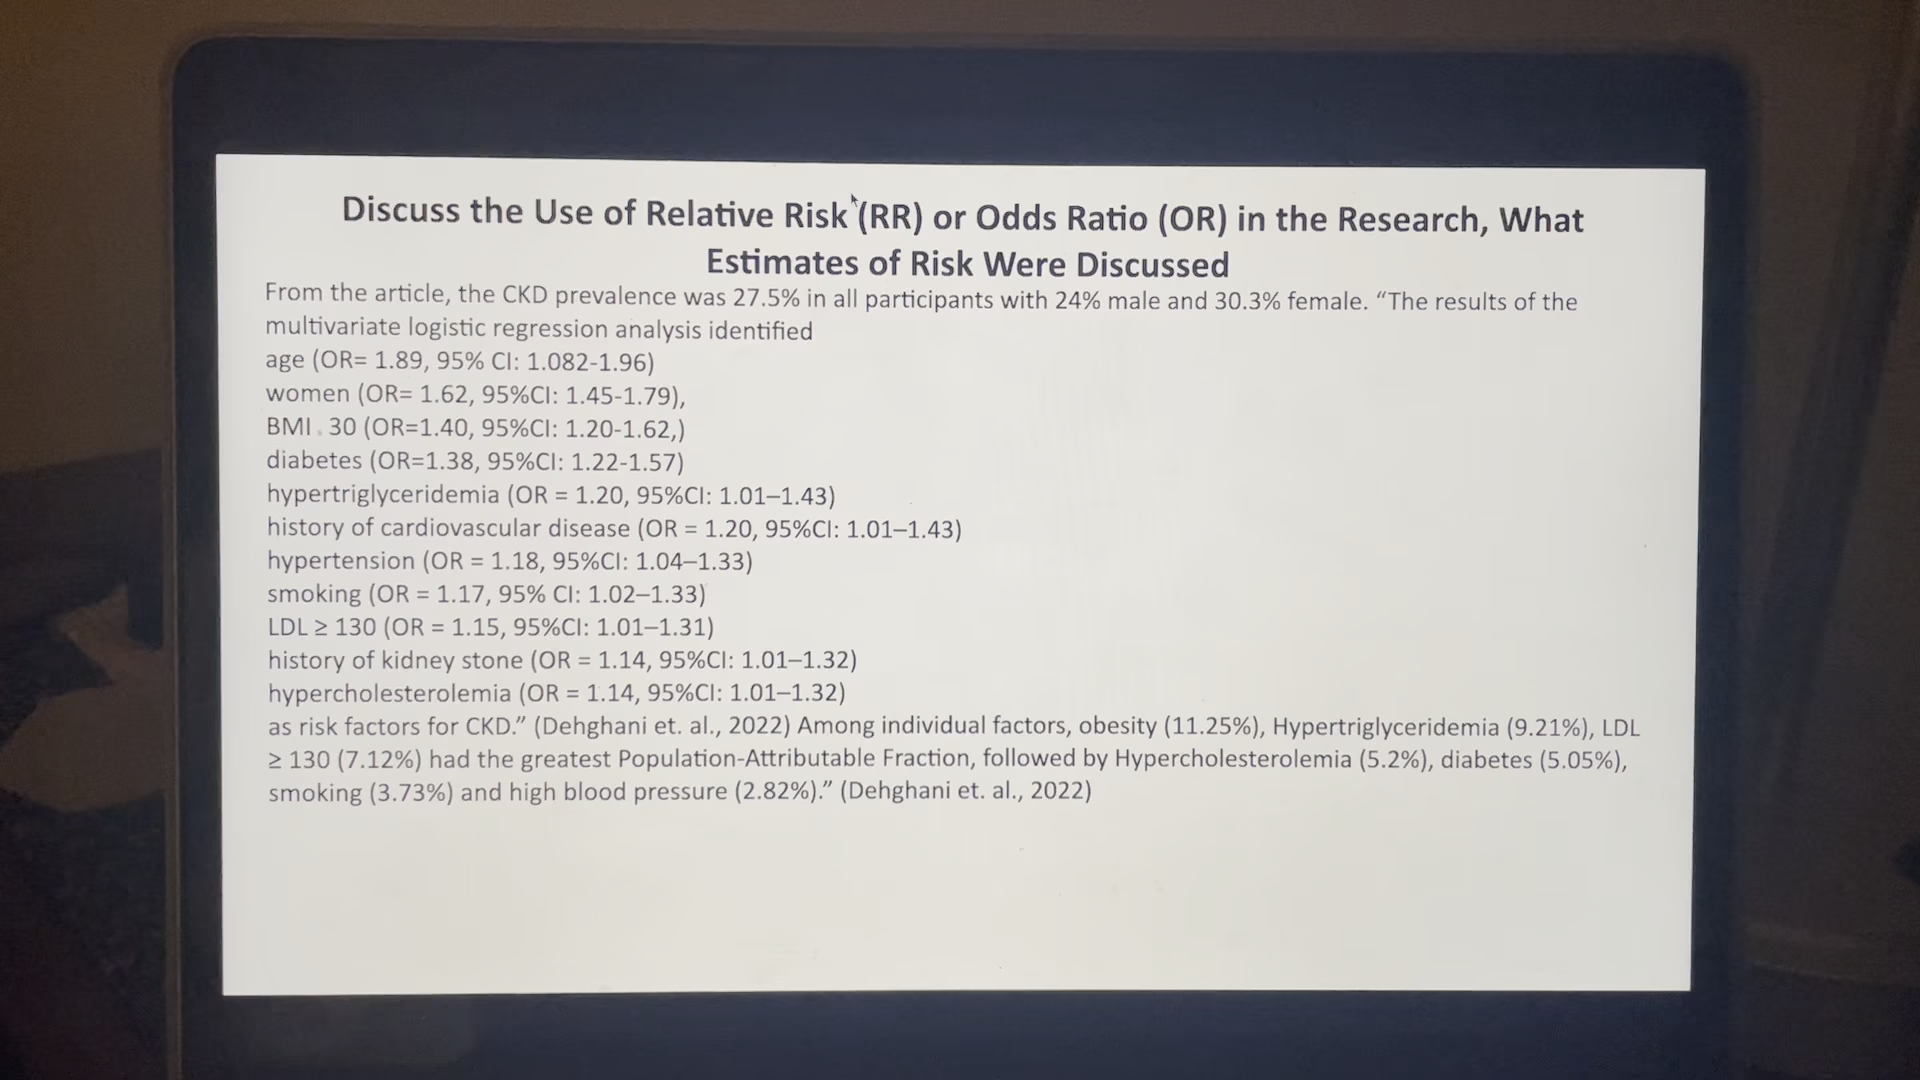 Discuss the Use of Relative Risk (RR) or Odds Ratio (OR) in the Research, What
Estimates of Risk Were Discussed
From the article, the CKD prevalence was 27.5% in all participants with 24% male and 30.3% female. “The results of the
multivariate logistic regression analysis identified
age (OR= 1.89, 95% CI: 1.082-1.96)
women (OR= 1.62, 95%CI: 1.45-1.79),
BMI . 30 (OR=1.40, 95%CI: 1.20-1.62,)
diabetes (OR=1.38, 95%CI: 1.22-1.57)
hypertriglyceridemia (OR = 1.20, 95%CI: 1.01–1.43)
history of cardiovascular disease (OR = 1.20, 95%CI: 1.01–1.43)
hypertension (OR = 1.18, 95%CI: 1.04–1.33)
smoking (OR = 1.17, 95% CI: 1.02–1.33)
LDL ≥ 130 (OR = 1.15, 95%CI: 1.01–1.31)
history of kidney stone (OR = 1.14, 95%CI: 1.01–1.32)
hypercholesterolemia (OR = 1.14, 95%CI: 1.01–1.32)
as risk factors for CKD.” (Dehghani et. al., 2022) Among individual factors, obesity (11.25%), Hypertriglyceridemia (9.21%), LDL
≥ 130 (7.12%) had the greatest Population-Attributable Fraction, followed by Hypercholesterolemia (5.2%), diabetes (5.05%),
smoking (3.73%) and high blood pressure (2.82%).” (Dehghani et. al., 2022)